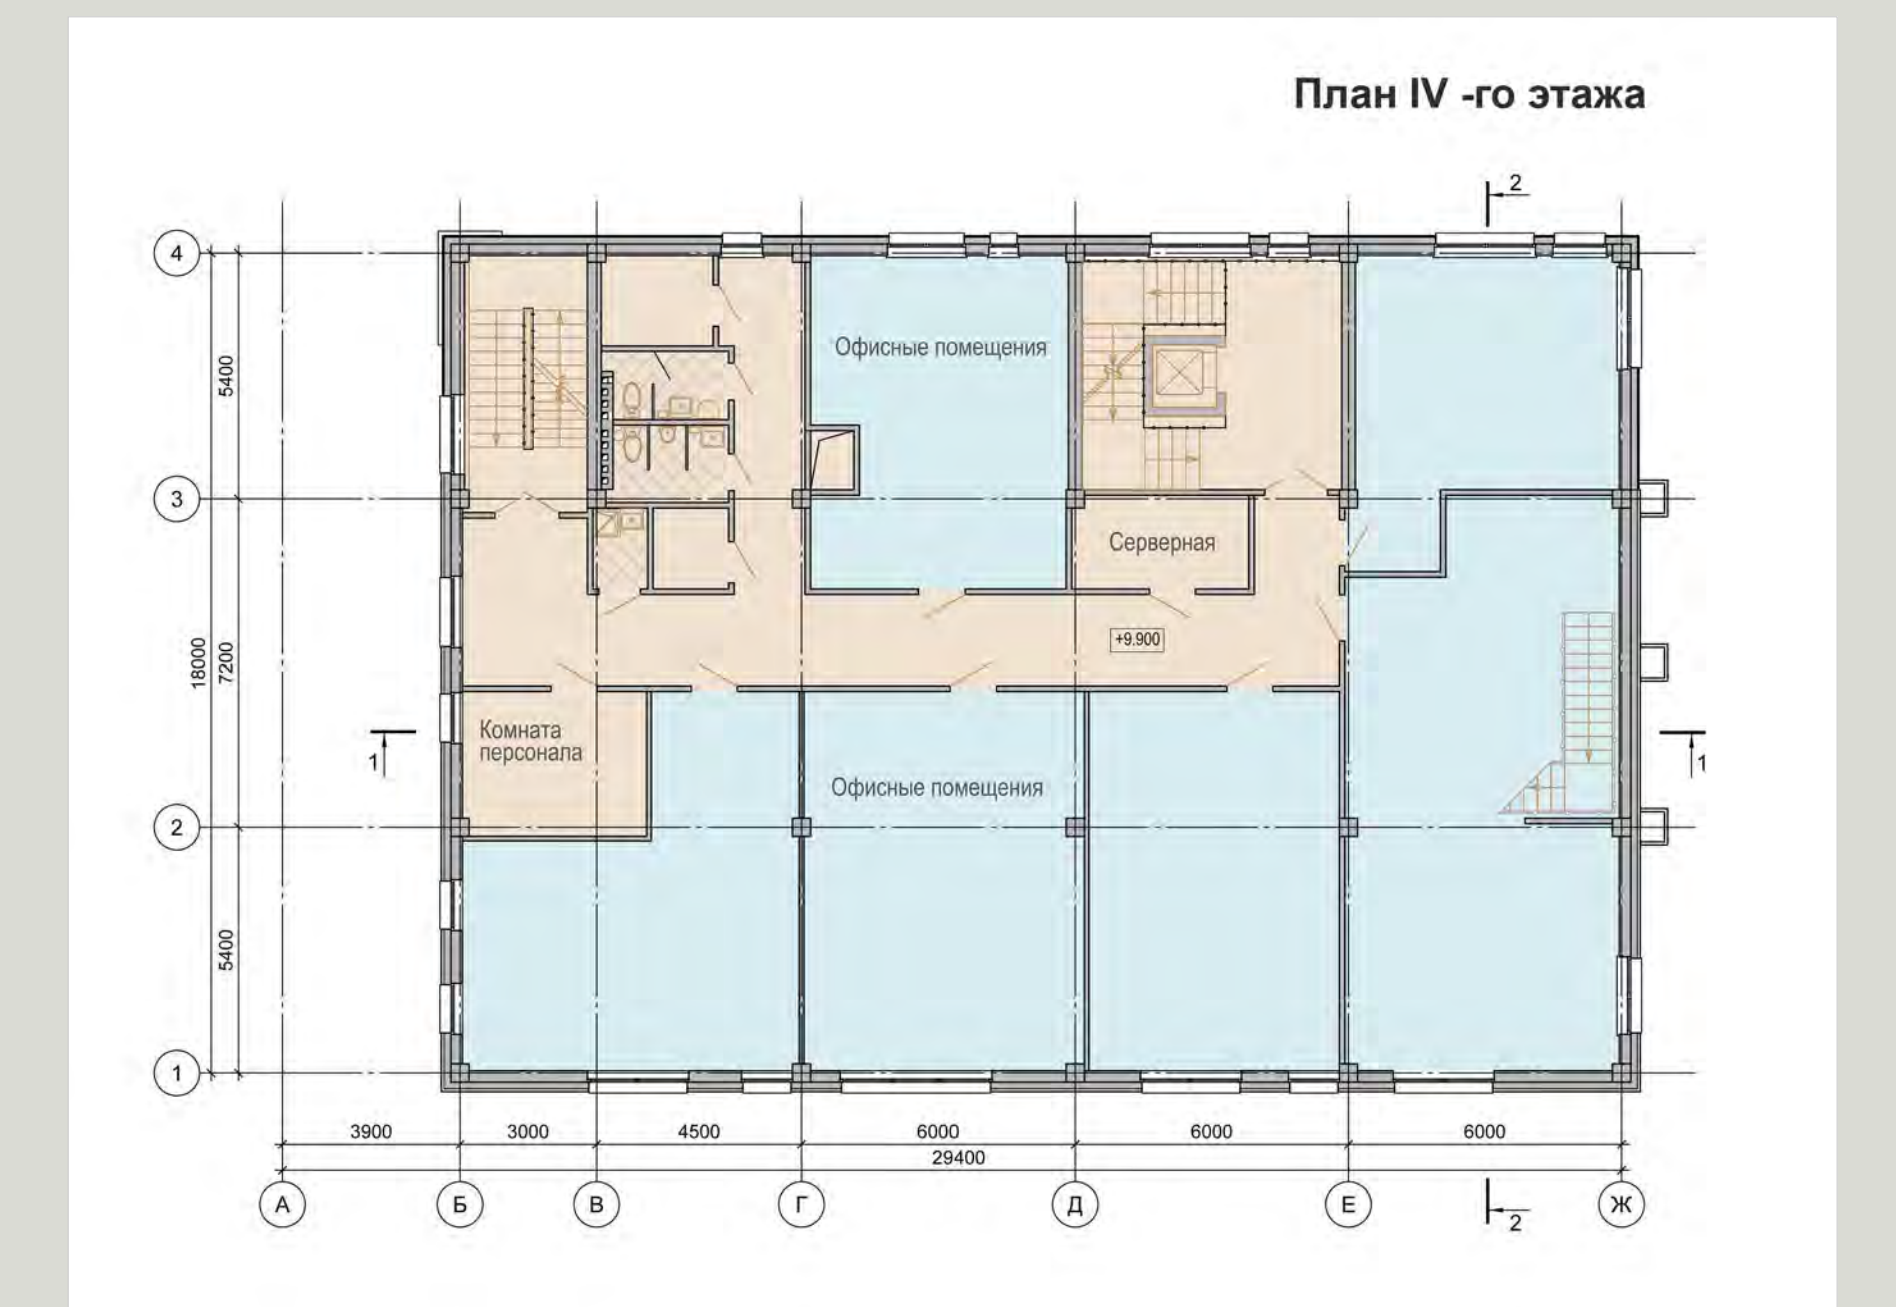 План IV -го этажа
2
4
5400
Офисные помещения
3
Серверная
18000
7200
+9.900
Комната
персонала
1
1
Офисные помещения
2
5400
1
3900
3000
4500
6000
6000
6000
29400
А
Б
В
Г
Д
Е
Ж
2